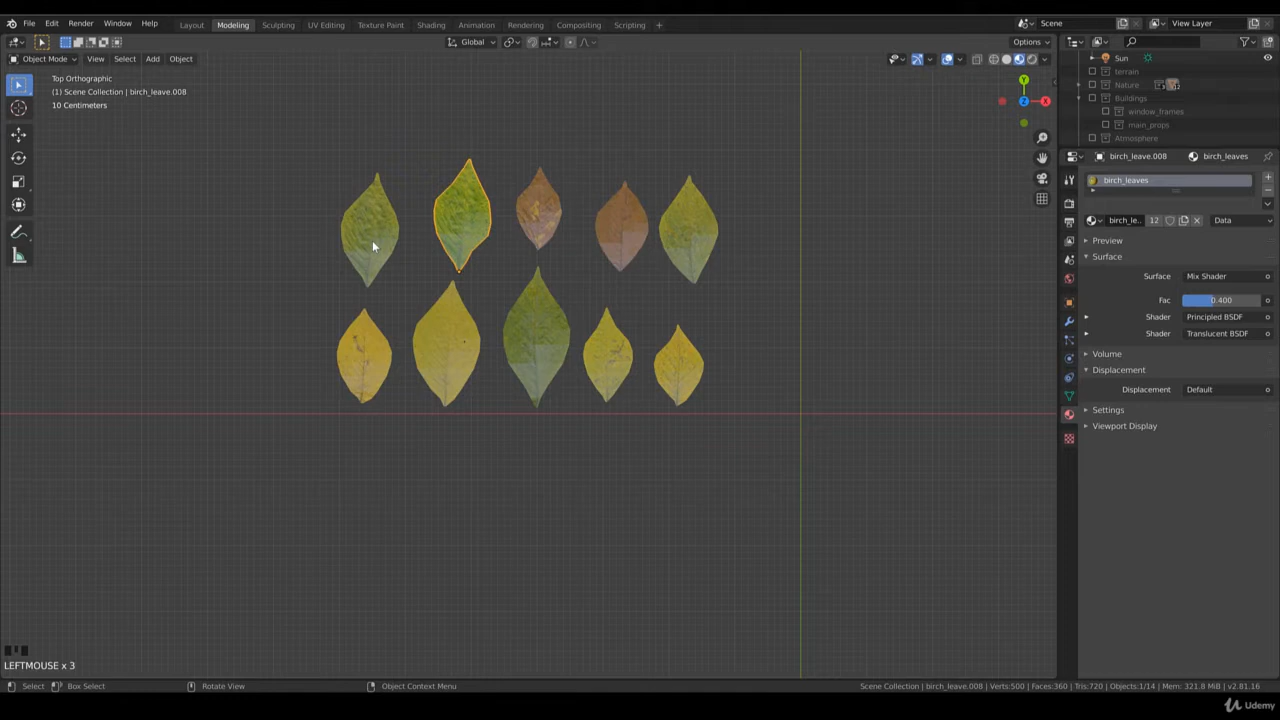 File Edit Render Window Help Layout Modeling Sculpting UV Editing Texture Paint Shading Animation Rendering Compositing Scripting + Scene View Layer
Global Options
Object Mode View Select Add Object
Top Orthographic
(1) Scene Collection | birch_leave.008
10 Centimeters
Y
X
Z
Sun
terrain
Nature
Buildings
window_frames
main_props
Atmosphere
birch_leave.008 birch_leaves
birch_leaves
birch_le.. 12 Data
Preview
Surface
Surface Mix Shader
Fac 0.400
Shader Principled BSDF
Shader Translucent BSDF
Volume
Displacement
Displacement Default
Settings
Viewport Display
LEFTMOUSE x 3
Select Box Select Rotate View Object Context Menu Scene Collection | birch_leave.008 | Verts:500 | Faces:360 | Tris:720 | Objects:1/14 | Mem: 321.8 MiB | v2.81.16
Udemy